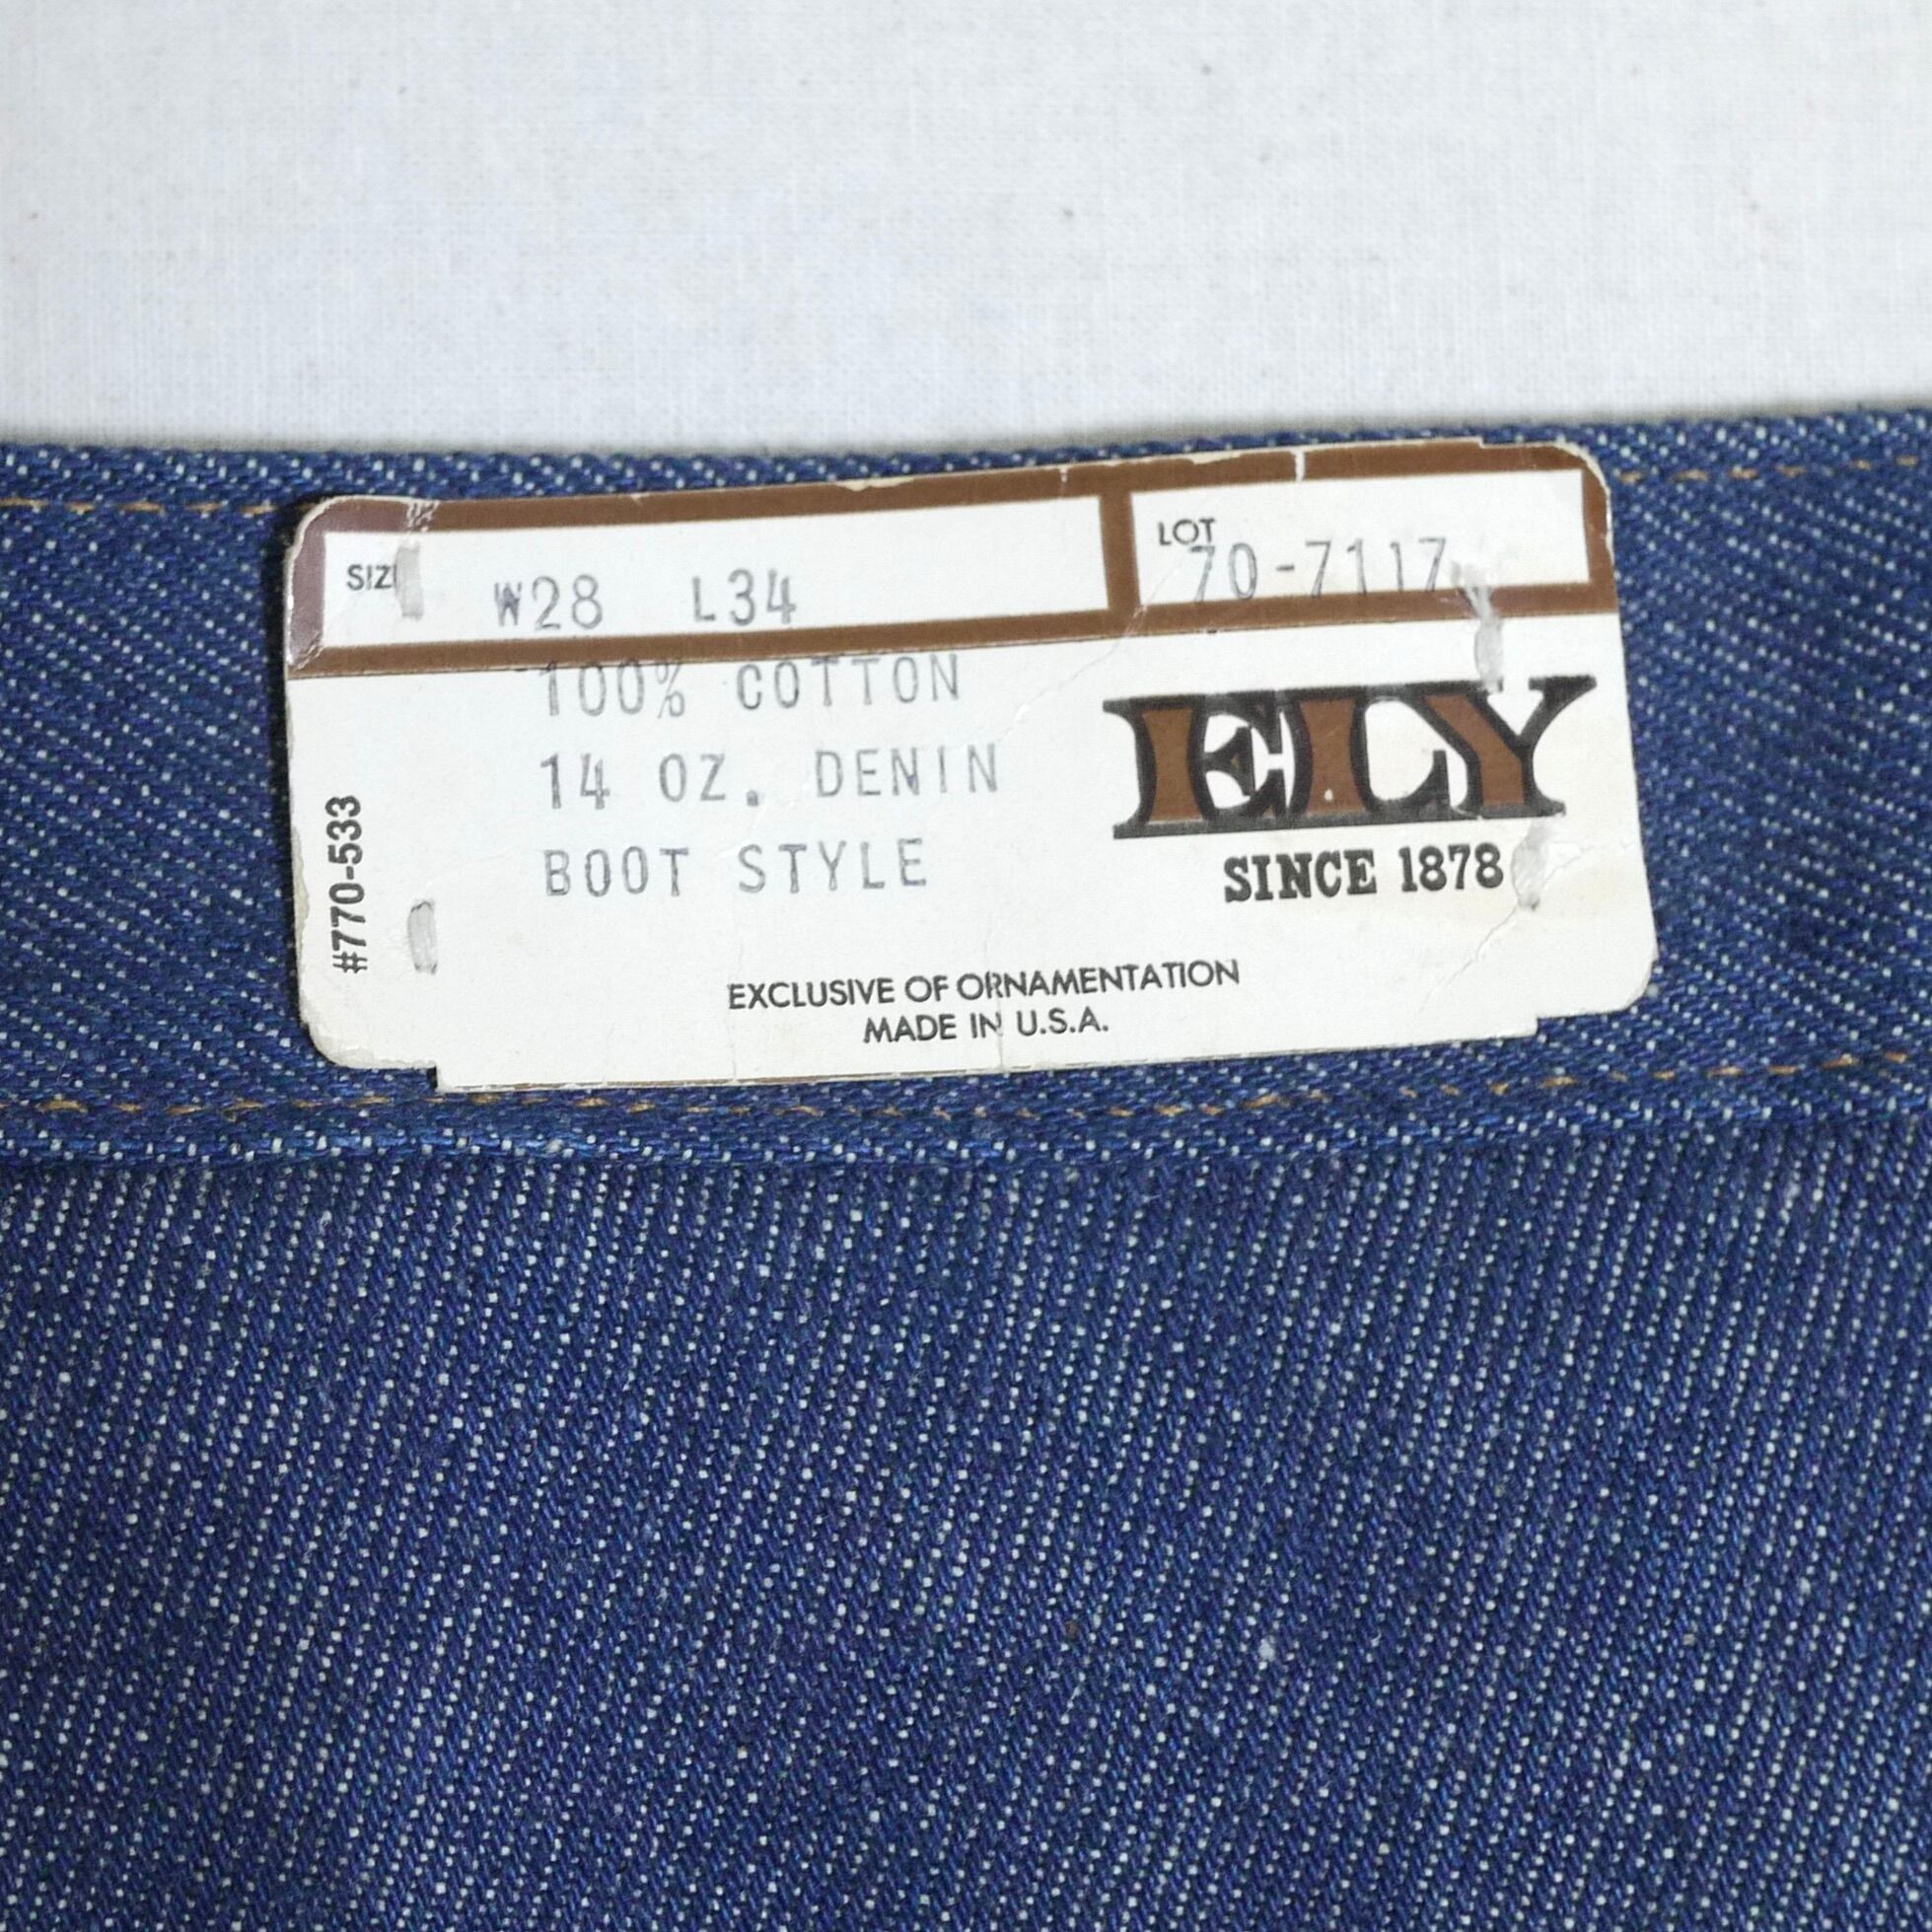 SIZE W28 L34
LOT 70-7117
100% COTTON
14 OZ. DENIN
BOOT STYLE
ELY
SINCE 1878
#770-533
EXCLUSIVE OF ORNAMENTATION
MADE IN U.S.A.